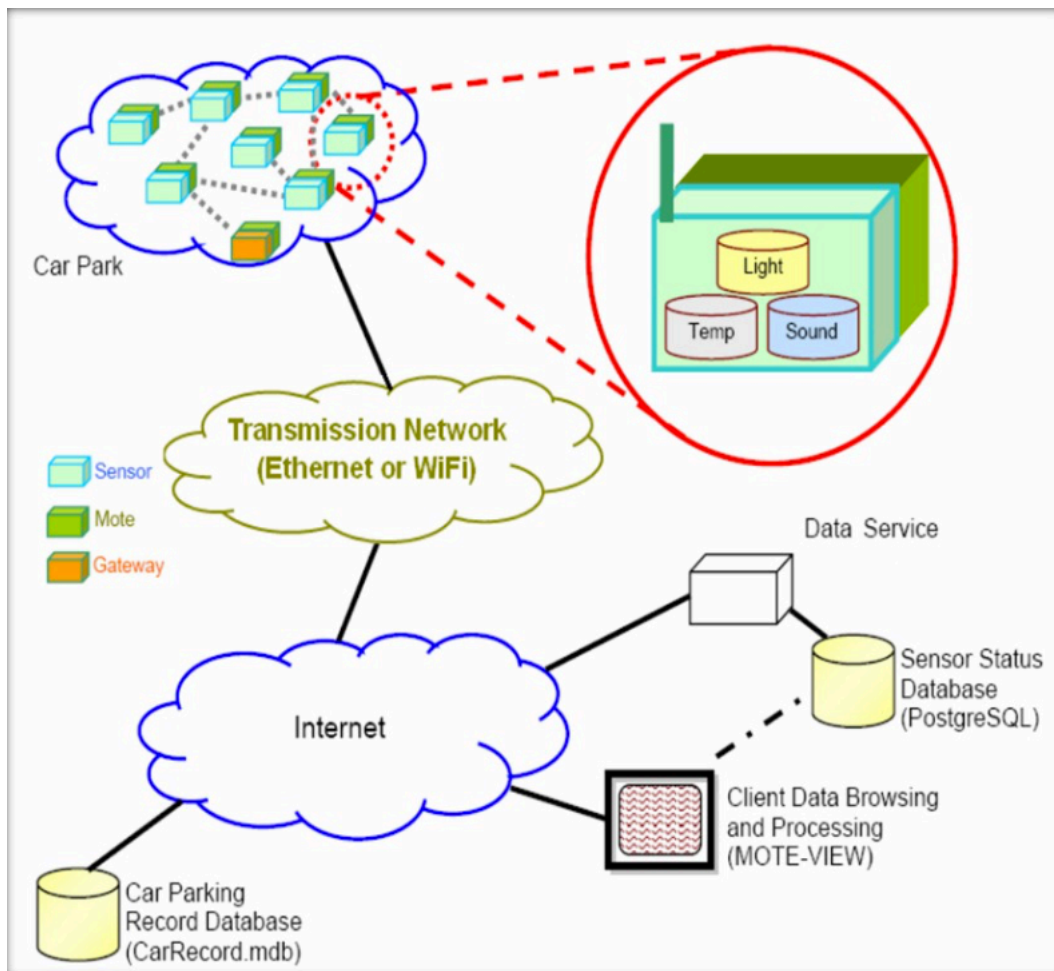 Car Park
Light
Temp
Sound
Transmission Network
(Ethernet or WiFi)
Sensor
Mote
Gateway
Data Service
Sensor Status
Database
(PostgreSQL)
Internet
Client Data Browsing
and Processing
(MOTE-VIEW)
Car Parking
Record Database
(CarRecord.mdb)